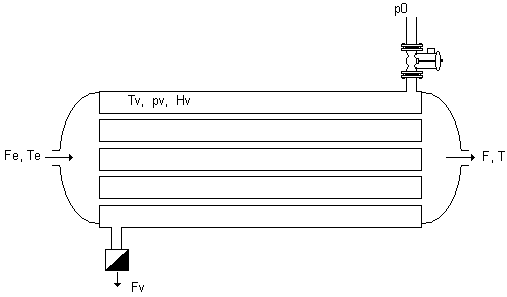 p0
Tv, pv, Hv
Fe, Te
F, T
Fv